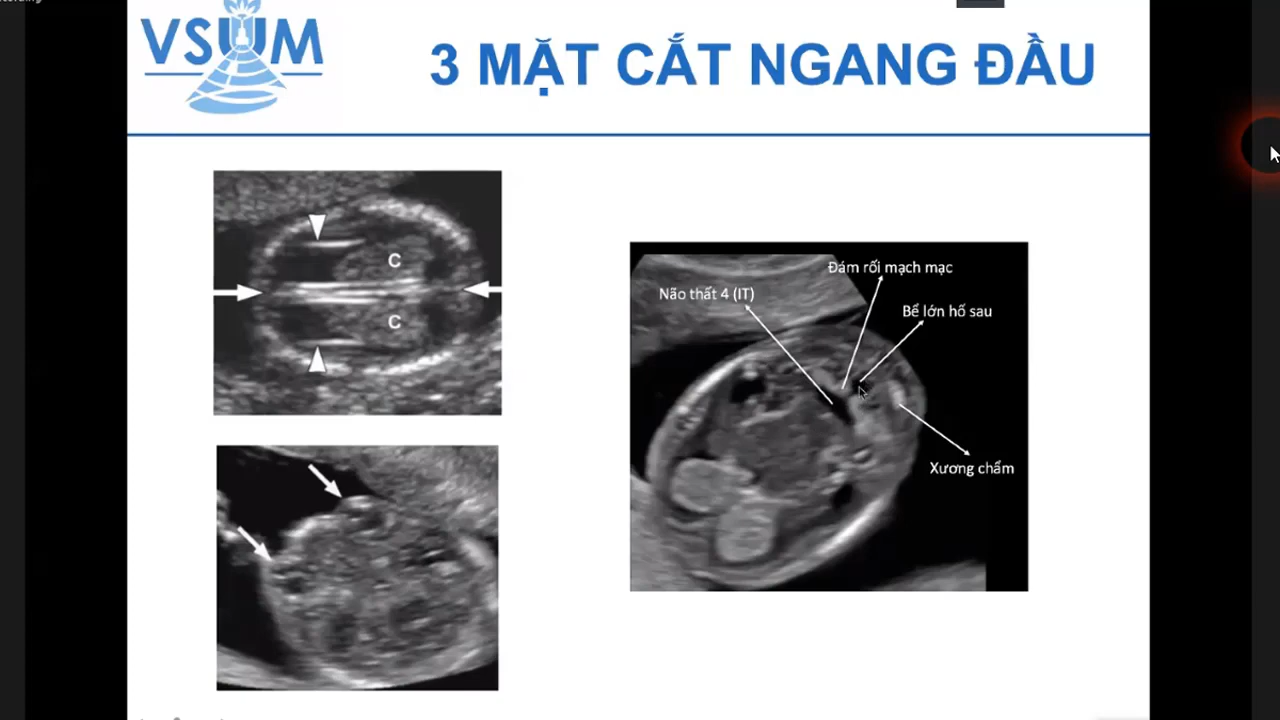 VSUM
3 MẶT CẮT NGANG ĐẦU
C
C
Đám rối mạch mạc
Não thất 4 (IT)
Bể lớn hố sau
Xương chẩm